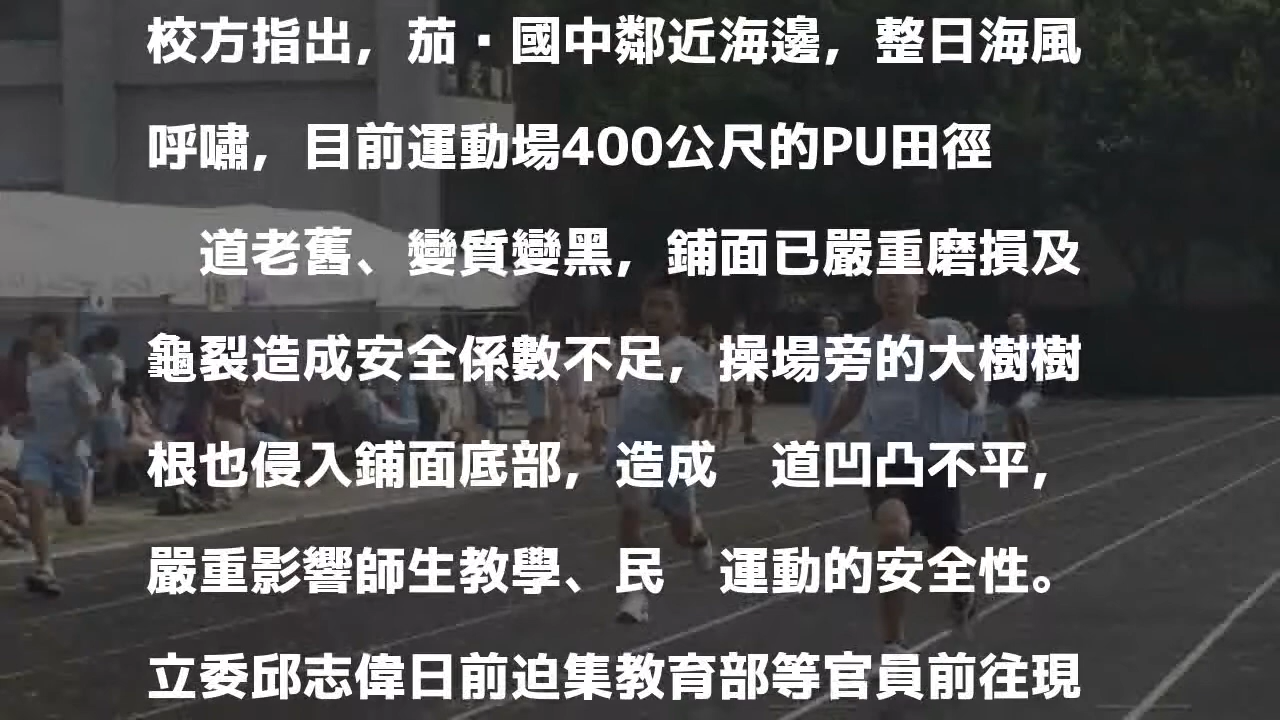 校方指出，茄·國中鄰近海邊，整日海風
呼嘯，目前運動場400公尺的PU田徑
道老舊、變質變黑，鋪面已嚴重磨損及
龜裂造成安全係數不足，操場旁的大樹樹
根也侵入鋪面底部，造成　道凹凸不平，
嚴重影響師生教學、民　運動的安全性。
立委邱志偉日前迫集教育部等官員前往現